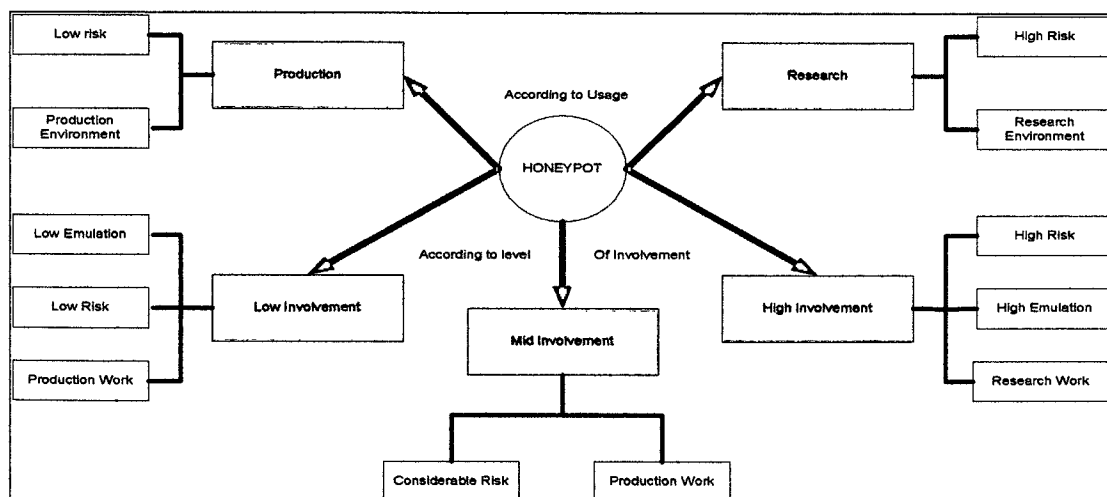 Low risk
Production
Production
Environment
According to Usage
Research
High Risk
Research
Environment
HONEYPOT
Low Emulation
Low Risk
Production Work
Low Involvement
According to level
Of Involvement
Mid Involvement
Considerable Risk
Production Work
High Involvement
High Risk
High Emulation
Research Work